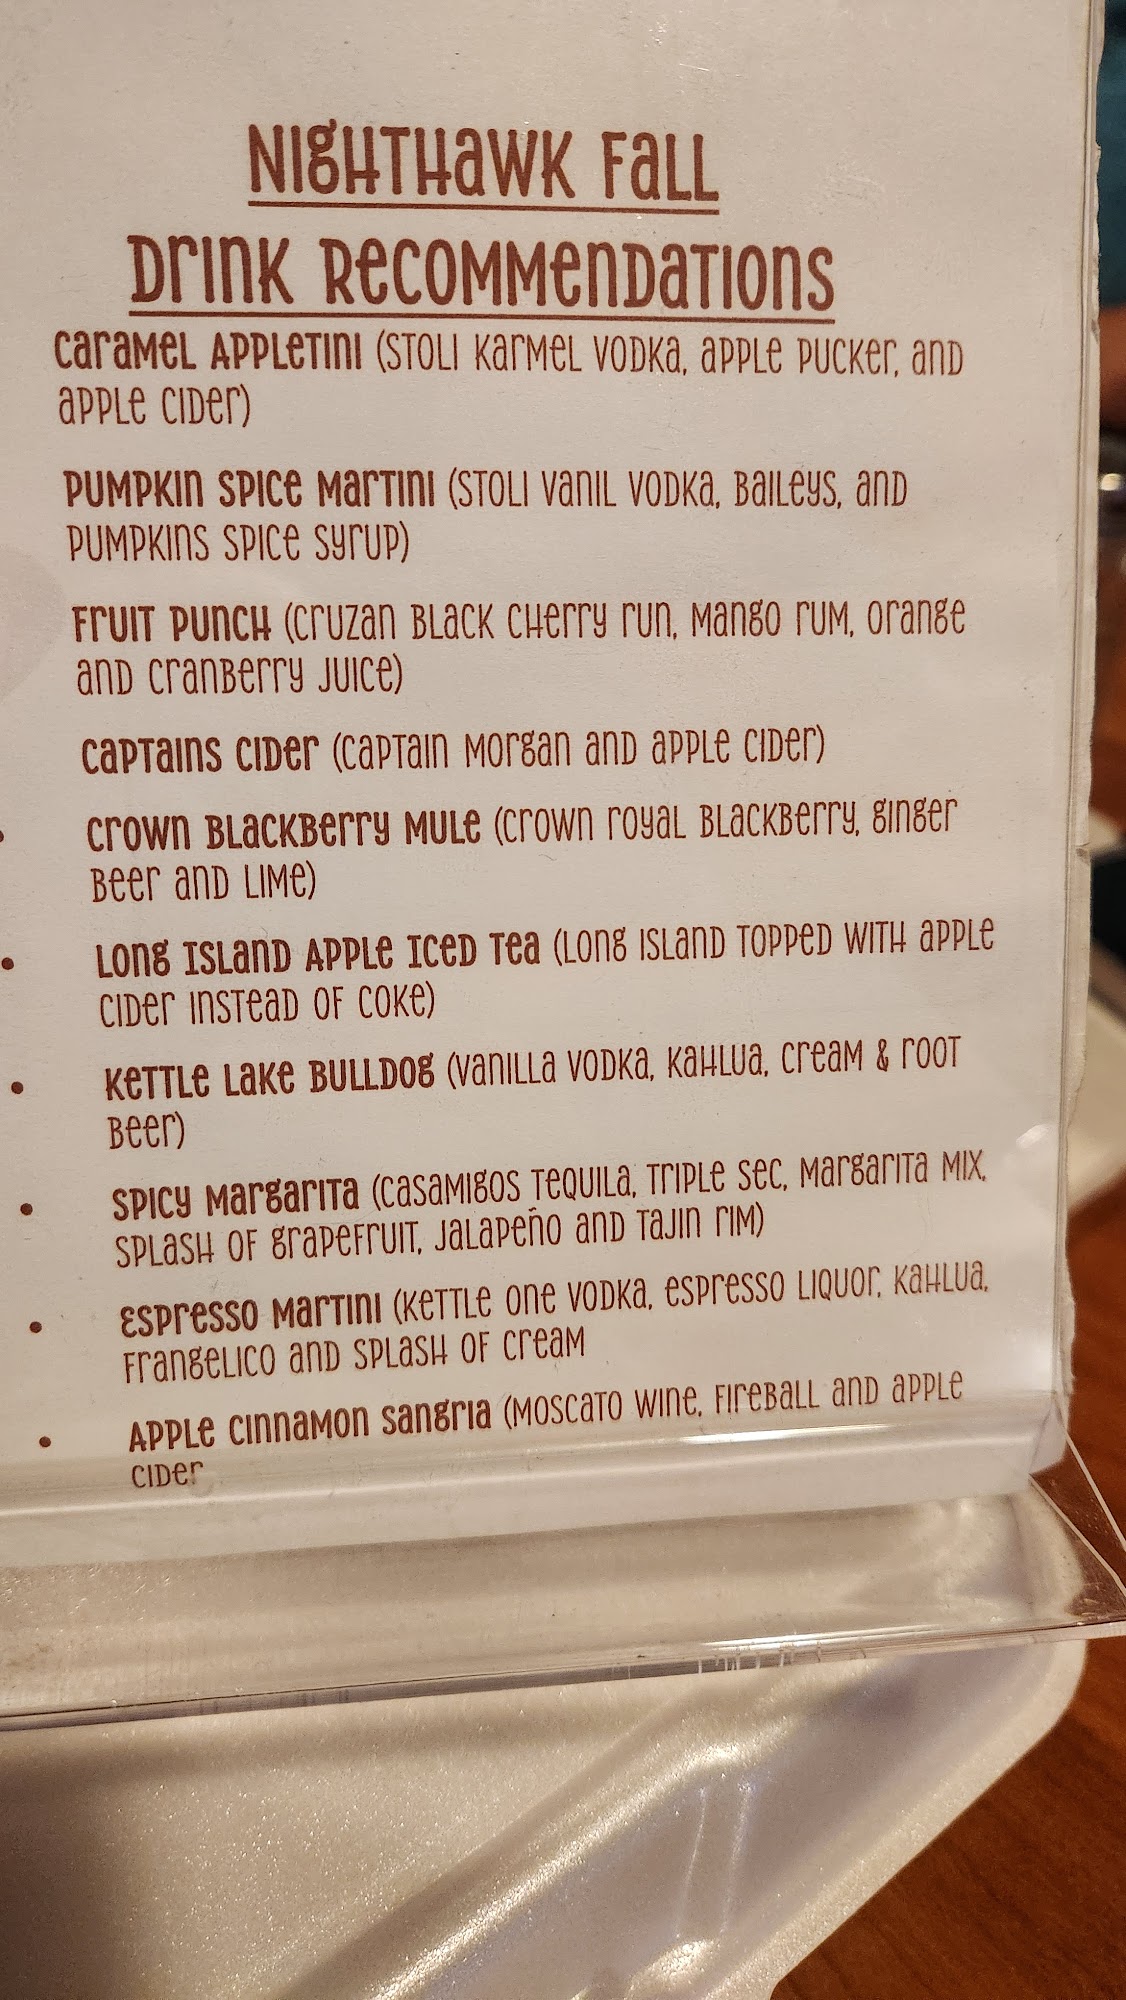 Nighthawk Fall
Drink Recommendations
Caramel Appletini (Stoli Karmel Vodka, apple pucker, and
apple cider)
Pumpkin Spice Martini (Stoli Vanil Vodka, Baileys, and
pumpkins spice syrup)
Fruit Punch (Cruzan Black Cherry Run, Mango Rum, orange
and cranberry juice)
Captains Cider (Captain Morgan and apple cider)
Crown Blackberry Mule (Crown Royal Blackberry, ginger
beer and lime)
• Long Island Apple Iced Tea (Long Island topped with apple
cider instead of coke)
• Kettle Lake Bulldog (vanilla vodka, Kahlua, cream & root
beer)
• Spicy Margarita (Casamigos Tequila, triple sec, margarita mix,
splash of grapefruit, jalapeño and tajin rim)
• Espresso Martini (Kettle One Vodka, espresso liquor, Kahlua,
Frangelico and splash of cream
• Apple Cinnamon Sangria (Moscato wine, Fireball and apple
cider